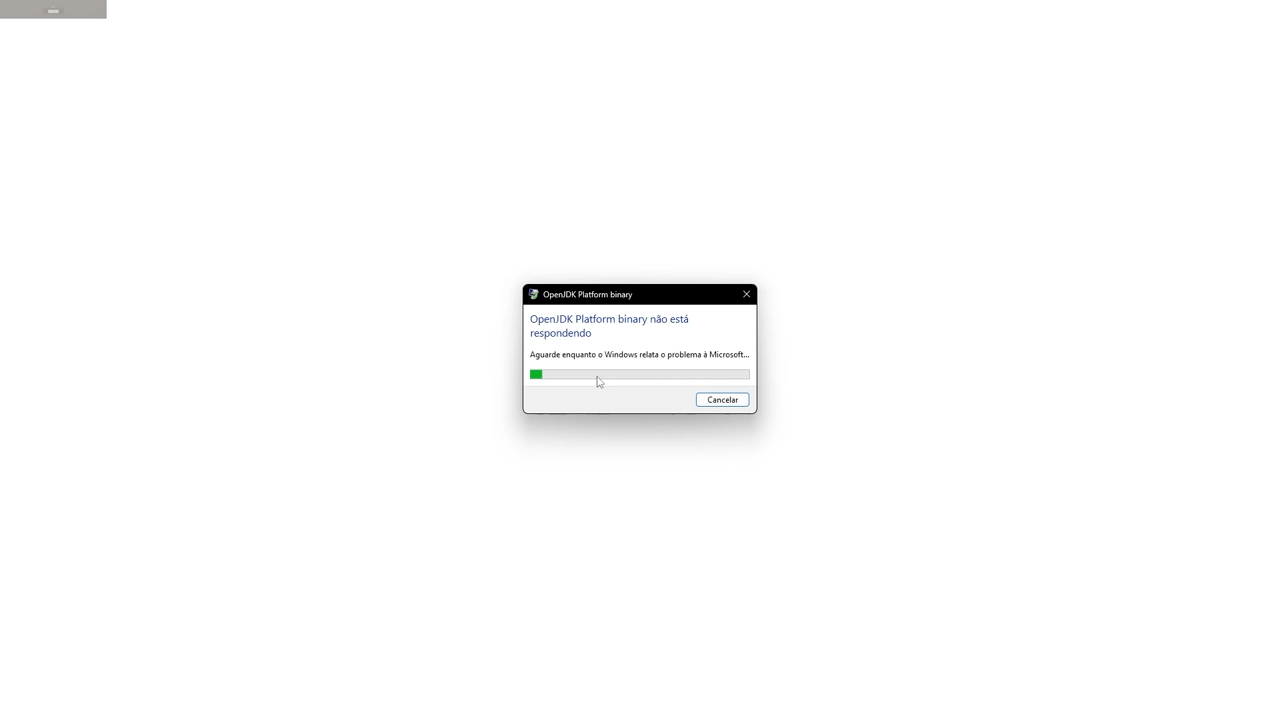 OpenJDK Platform binary
OpenJDK Platform binary não está
respondendo
Aguarde enquanto o Windows relata o problema à Microsoft...
Cancelar